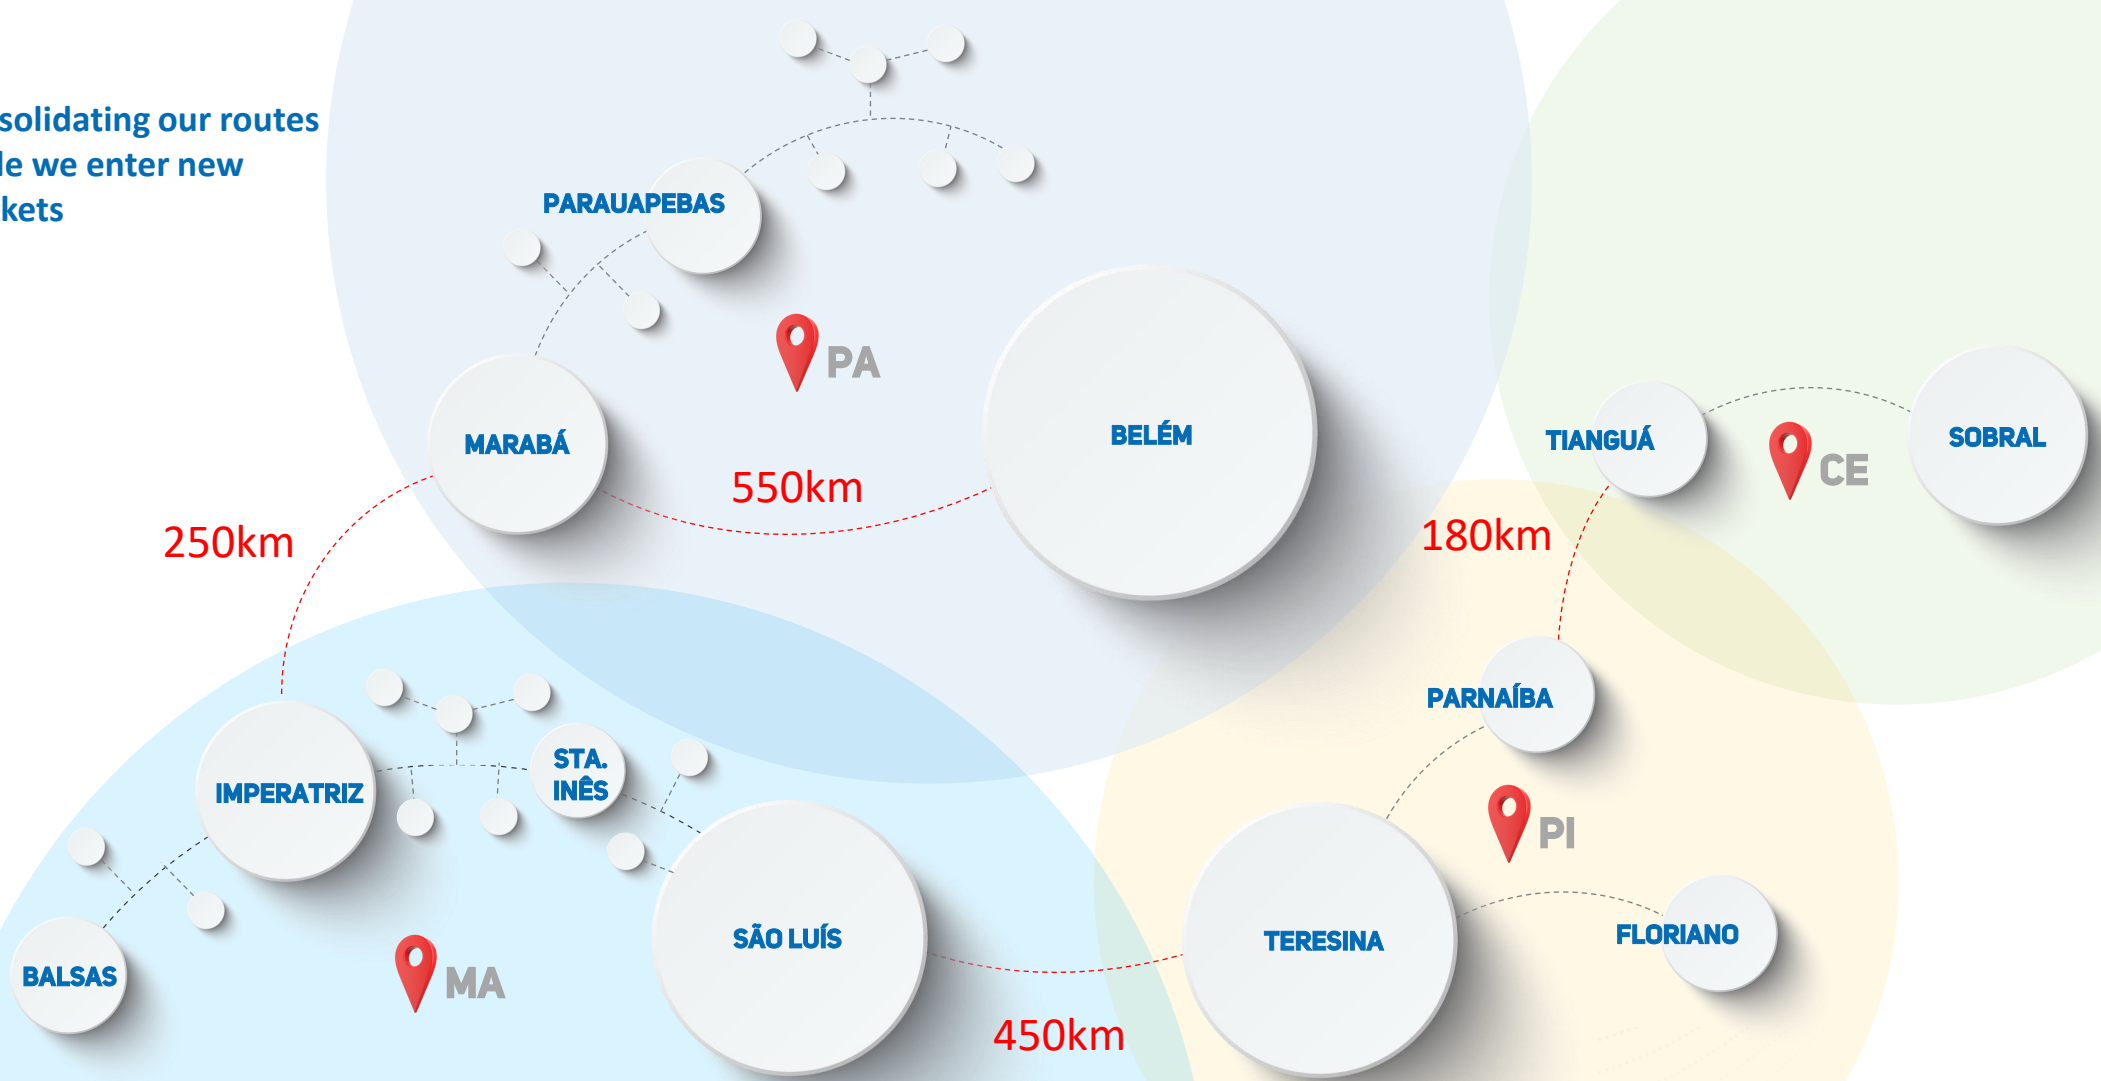 solidating our routes
le we enter new
kets
PARAUAPEBAS
PA
MARABÁ
BELÉM
550km
250km
TIANGUÁ
CE
SOBRAL
180km
PARNAÍBA
STA.
INÊS
IMPERATRIZ
PI
SÃO LUÍS
TERESINA
FLORIANO
BALSAS
MA
450km